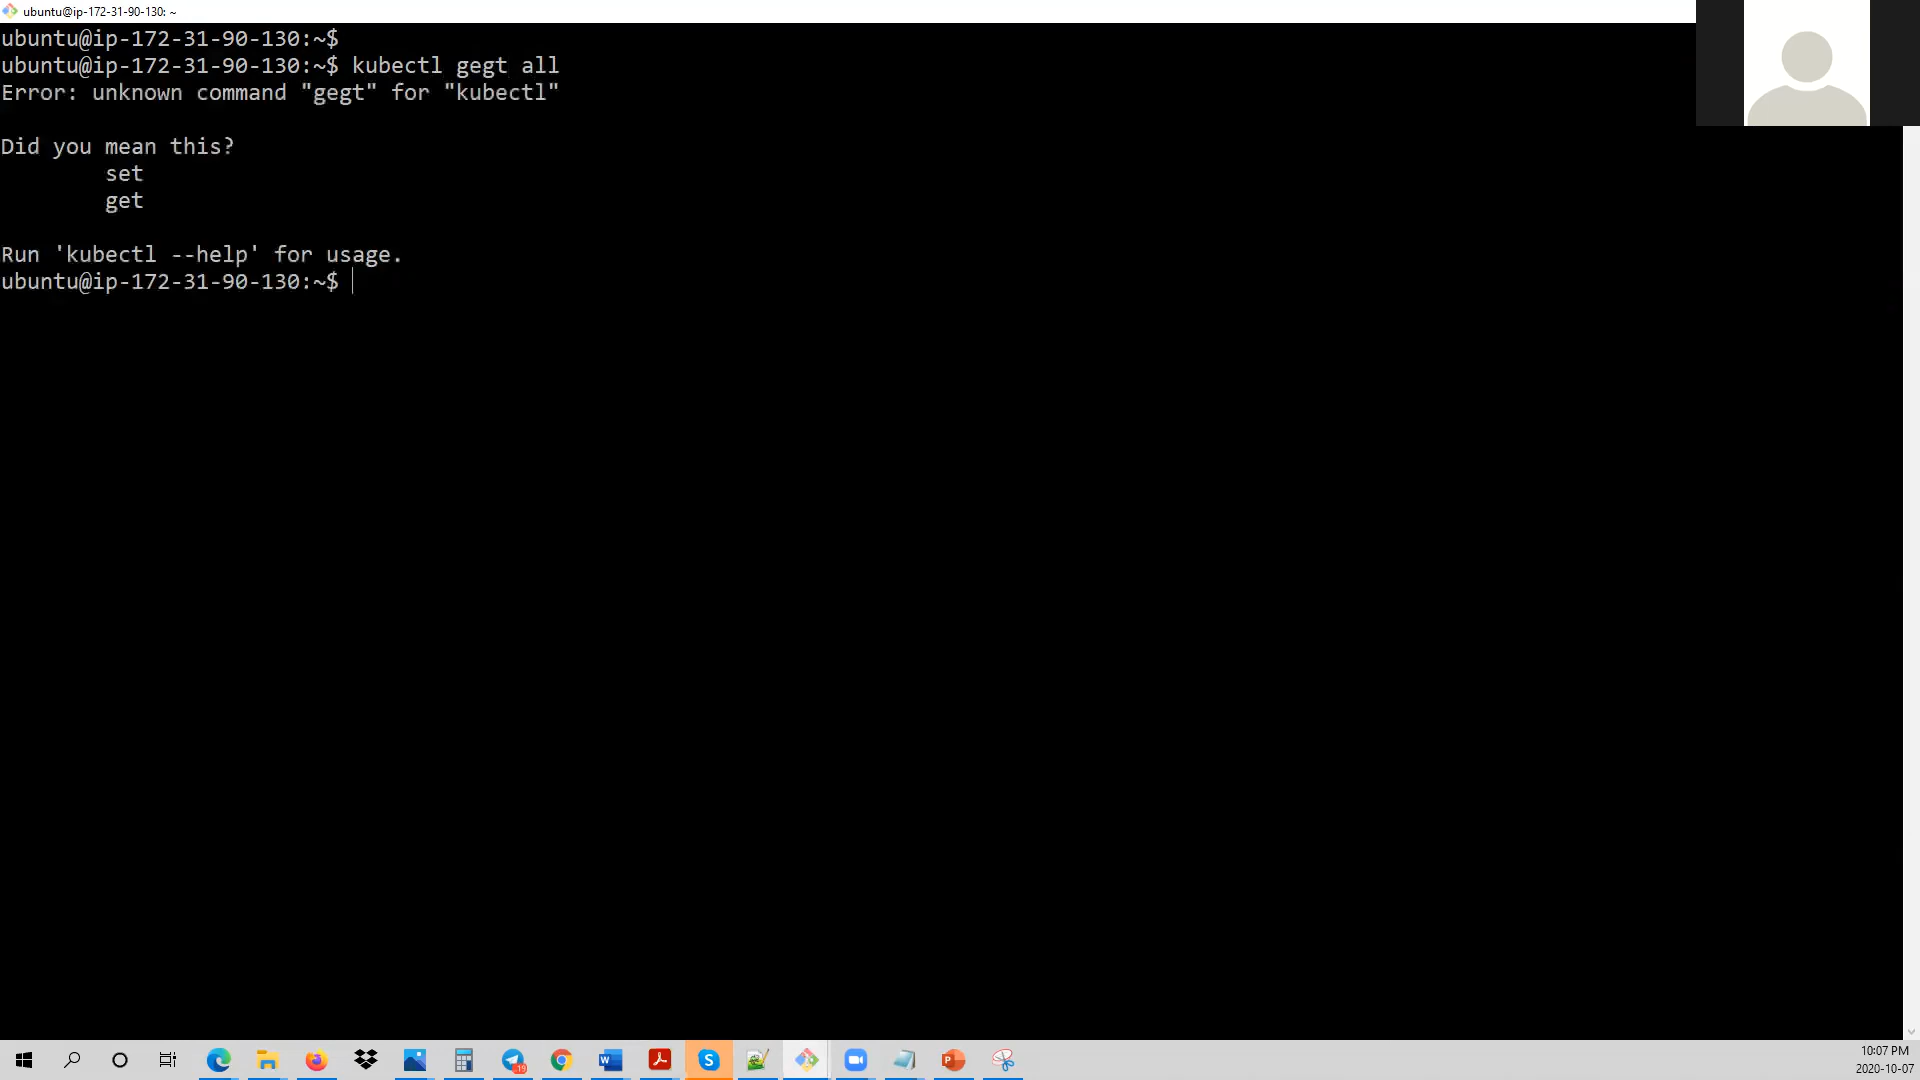 ubuntu@ip-172-31-90-130: ~
ubuntu@ip-172-31-90-130:~$
ubuntu@ip-172-31-90-130:~$ kubectl gegt all
Error: unknown command "gegt" for "kubectl"
Did you mean this?
set
get
Run 'kubectl --help' for usage.
ubuntu@ip-172-31-90-130:~$
19
10:07 PM
2020-10-07